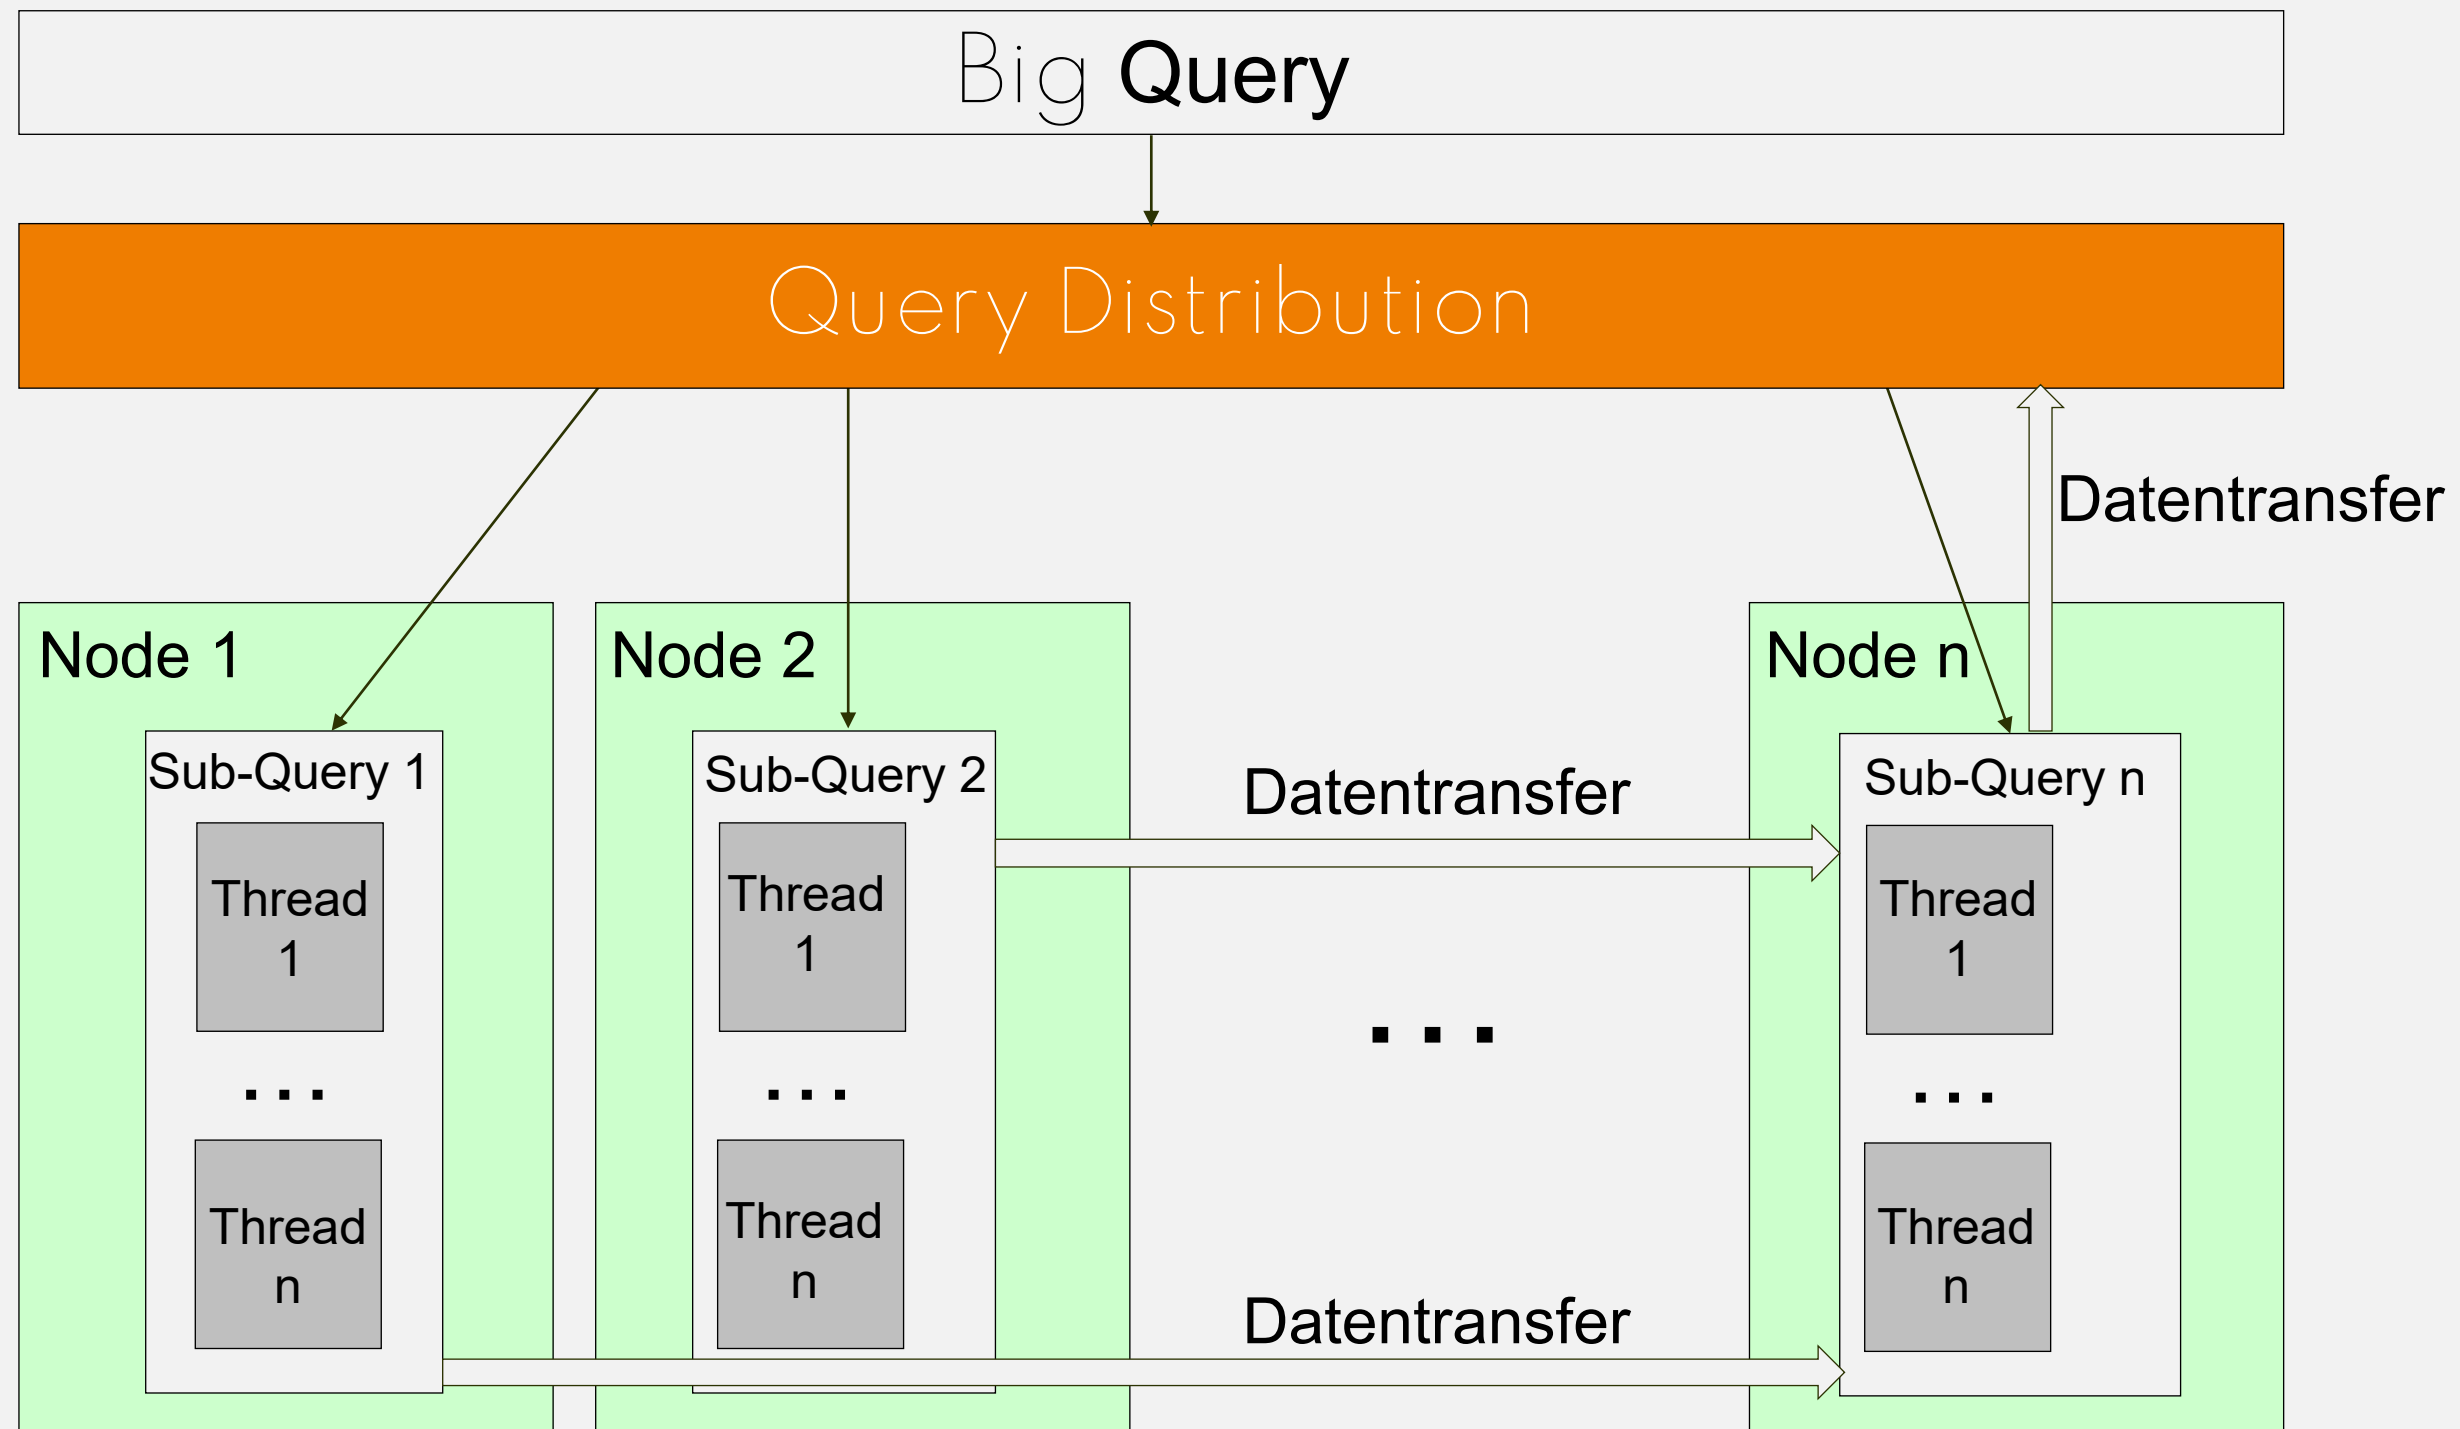 Big Query
Query Distribution
Datentransfer
Node 1
Node 2
Node n
Sub-Query 1
Thread
1
...
Thread
n
Sub-Query 2
Thread
1
...
Thread
n
Datentransfer
...
Datentransfer
Sub-Query n
Thread
1
...
Thread
n